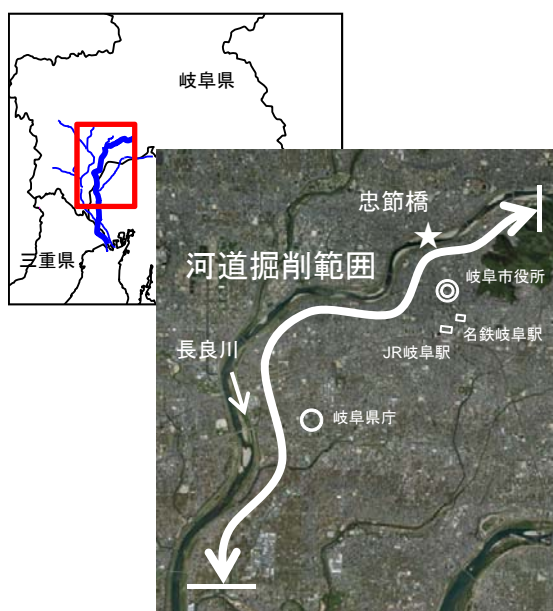 岐阜県
三重県
忠節橋
河道掘削範囲
岐阜市役所
名鉄岐阜駅
JR岐阜駅
長良川
岐阜県庁